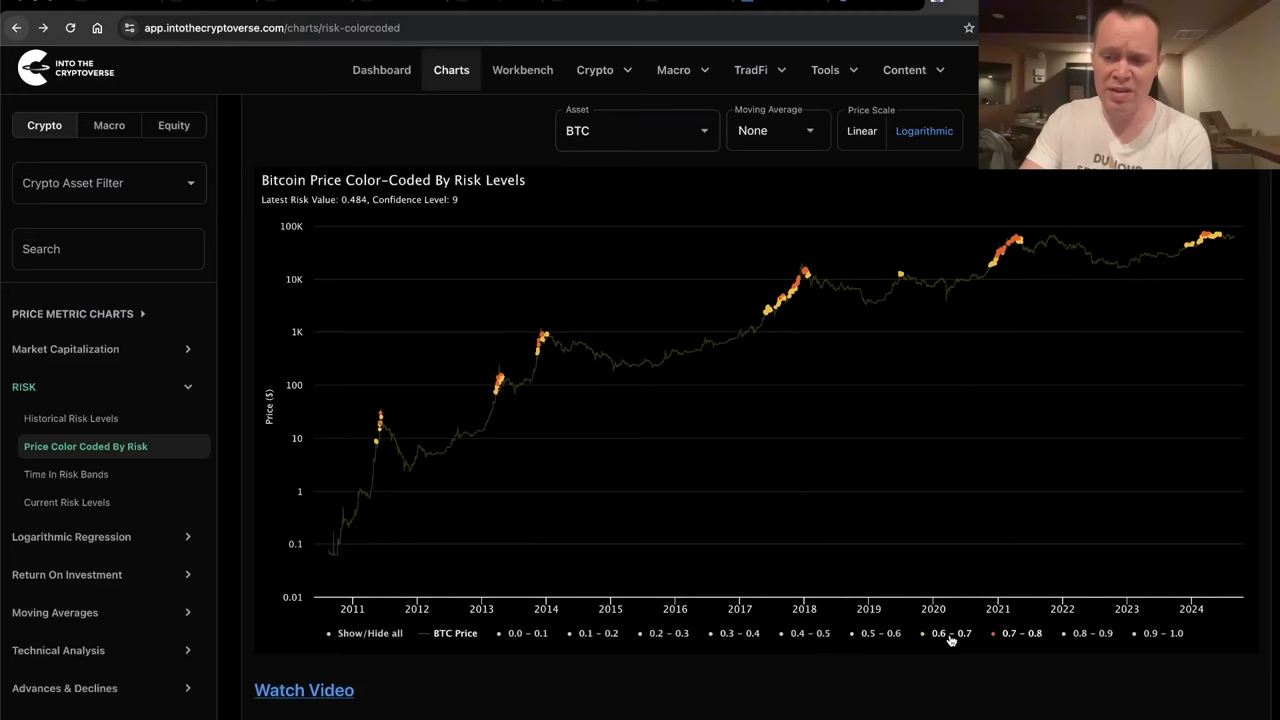 app.intothecryptoverse.com/charts/risk-colorcoded
INTO THE
CRYPTOVERSE
Dashboard
Charts
Workbench
Crypto
Macro
TradFi
Tools
Content
Crypto
Macro
Equity
Crypto Asset Filter
Search
PRICE METRIC CHARTS
Market Capitalization
RISK
Historical Risk Levels
Price Color Coded By Risk
Time In Risk Bands
Current Risk Levels
Logarithmic Regression
Return On Investment
Moving Averages
Technical Analysis
Advances & Declines
Asset
BTC
Moving Average
None
Price Scale
Linear
Logarithmic
Bitcoin Price Color-Coded By Risk Levels
Latest Risk Value: 0.484, Confidence Level: 9
Price ($)
100K
10K
1K
100
10
1
0.1
0.01
2011 2012 2013 2014 2015 2016 2017 2018 2019 2020 2021 2022 2023 2024
Show/Hide all BTC Price 0.0 - 0.1 0.1 - 0.2 0.2 - 0.3 0.3 - 0.4 0.4 - 0.5 0.5 - 0.6 0.6 - 0.7 0.7 - 0.8 0.8 - 0.9 0.9 - 1.0
Watch Video